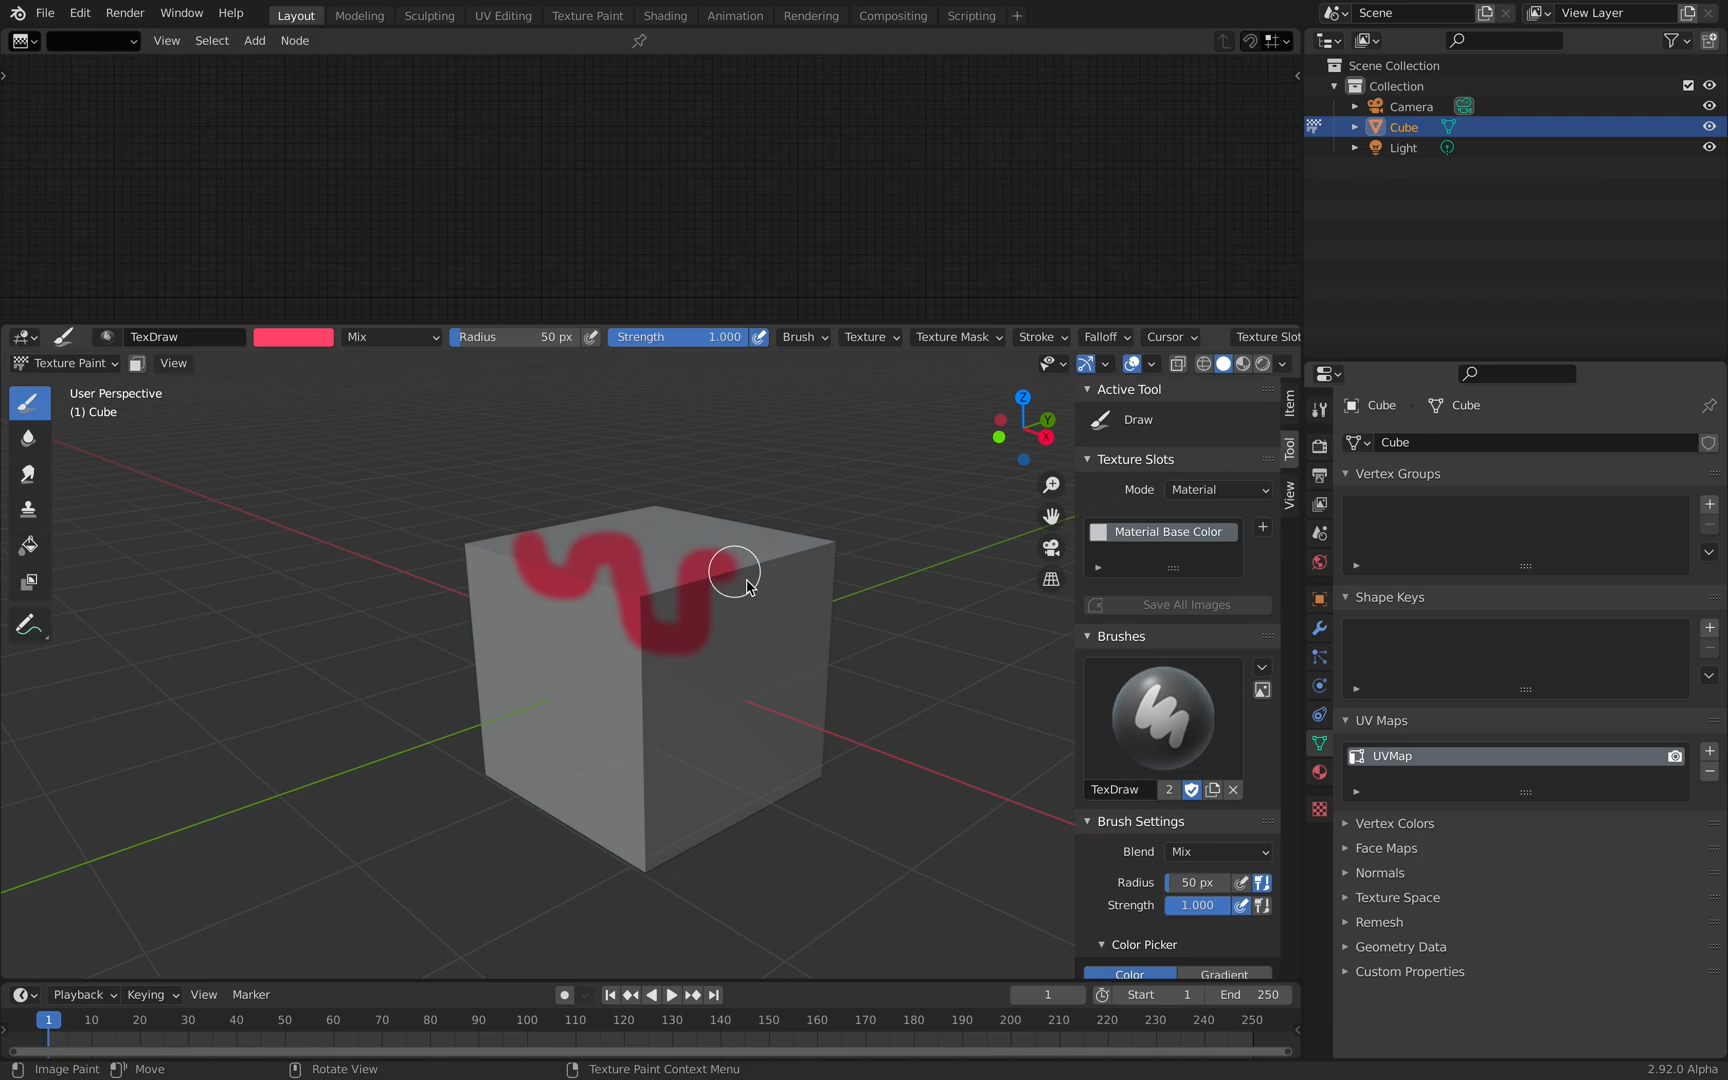 File Edit Render Window Help Layout Modeling Sculpting UV Editing Texture Paint Shading Animation Rendering Compositing Scripting + Scene View Layer
View Select Add Node
Scene Collection
Collection
Camera
Cube
Light
TexDraw Mix Radius 50 px Strength 1.000 Brush Texture Texture Mask Stroke Falloff Cursor Texture Slot
Texture Paint View
User Perspective
(1) Cube
Z
Y
X
Active Tool
Draw
Texture Slots
Mode Material
Material Base Color
Save All Images
Brushes
TexDraw 2
Brush Settings
Blend Mix
Radius 50 px
Strength 1.000
Color Picker
Color Gradient
Item
Tool
View
Cube Cube
Cube
Vertex Groups
Shape Keys
UV Maps
UVMap
Vertex Colors
Face Maps
Normals
Texture Space
Remesh
Geometry Data
Custom Properties
Playback Keying View Marker 1 Start 1 End 250
1 10 20 30 40 50 60 70 80 90 100 110 120 130 140 150 160 170 180 190 200 210 220 230 240 250
Image Paint Move Rotate View Texture Paint Context Menu 2.92.0 Alpha